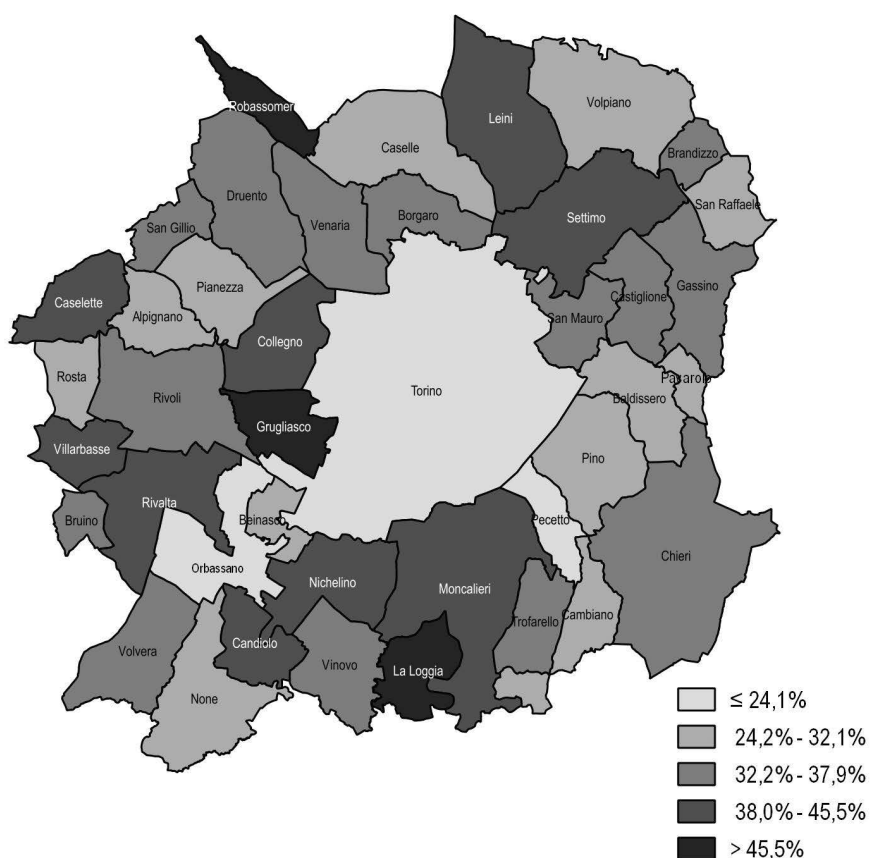 Robassomer
Leini
Volpiano
Caselle
Brandizzo
Druento
San Raffaele
San Gillio
Venaria
Borgaro
Settimo
Pianezza
Gassino
Caselette
Castiglione
Alpignano
San Mauro
Collegno
Rosta
Pavarolo
Rivoli
Torino
Baldissero
Grugliasco
Villarbasse
Pino
Rivalta
Bruino
Beinasco
Pecetto
Chieri
Orbassano
Nichelino
Moncalieri
Cambiano
Trofarello
Candiolo
Volvera
Vinovo
La Loggia
None
≤ 24,1%
24,2% - 32,1%
32,2% - 37,9%
38,0% - 45,5%
> 45,5%